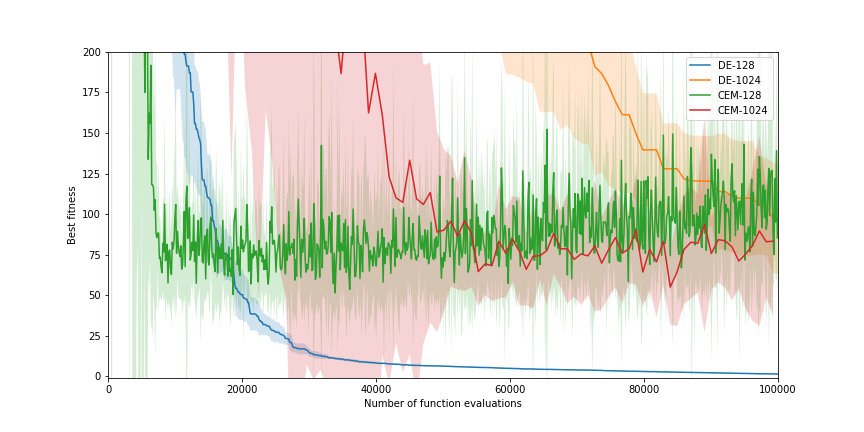 200
175
150
125
100
75
50
25
0
Best fitness
DE-128
DE-1024
CEM-128
CEM-1024
0 20000 40000 60000 80000 100000
Number of function evaluations